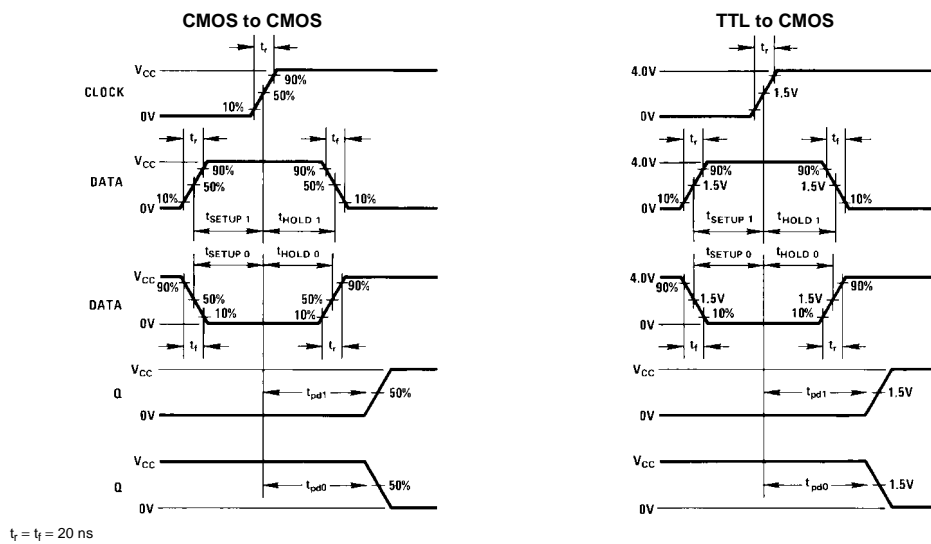 CMOS to CMOS
t_r
V_CC
90%
CLOCK
50%
10%
0V
t_r
t_f
V_CC
90%
90%
DATA
50%
50%
10%
10%
0V
t_SETUP 1
t_HOLD 1
t_SETUP 0
t_HOLD 0
V_CC
90%
90%
DATA
50%
50%
10%
10%
0V
t_f
t_r
V_CC
Q
t_pd1
50%
0V
V_CC
Q
t_pd0
50%
0V
t_r = t_f = 20 ns
TTL to CMOS
t_r
4.0V
90%
1.5V
10%
0V
t_r
t_f
4.0V
90%
90%
1.5V
1.5V
10%
10%
0V
t_SETUP 1
t_HOLD 1
t_SETUP 0
t_HOLD 0
4.0V
90%
90%
1.5V
1.5V
10%
10%
0V
t_f
t_r
V_CC
t_pd1
1.5V
0V
V_CC
t_pd0
1.5V
0V